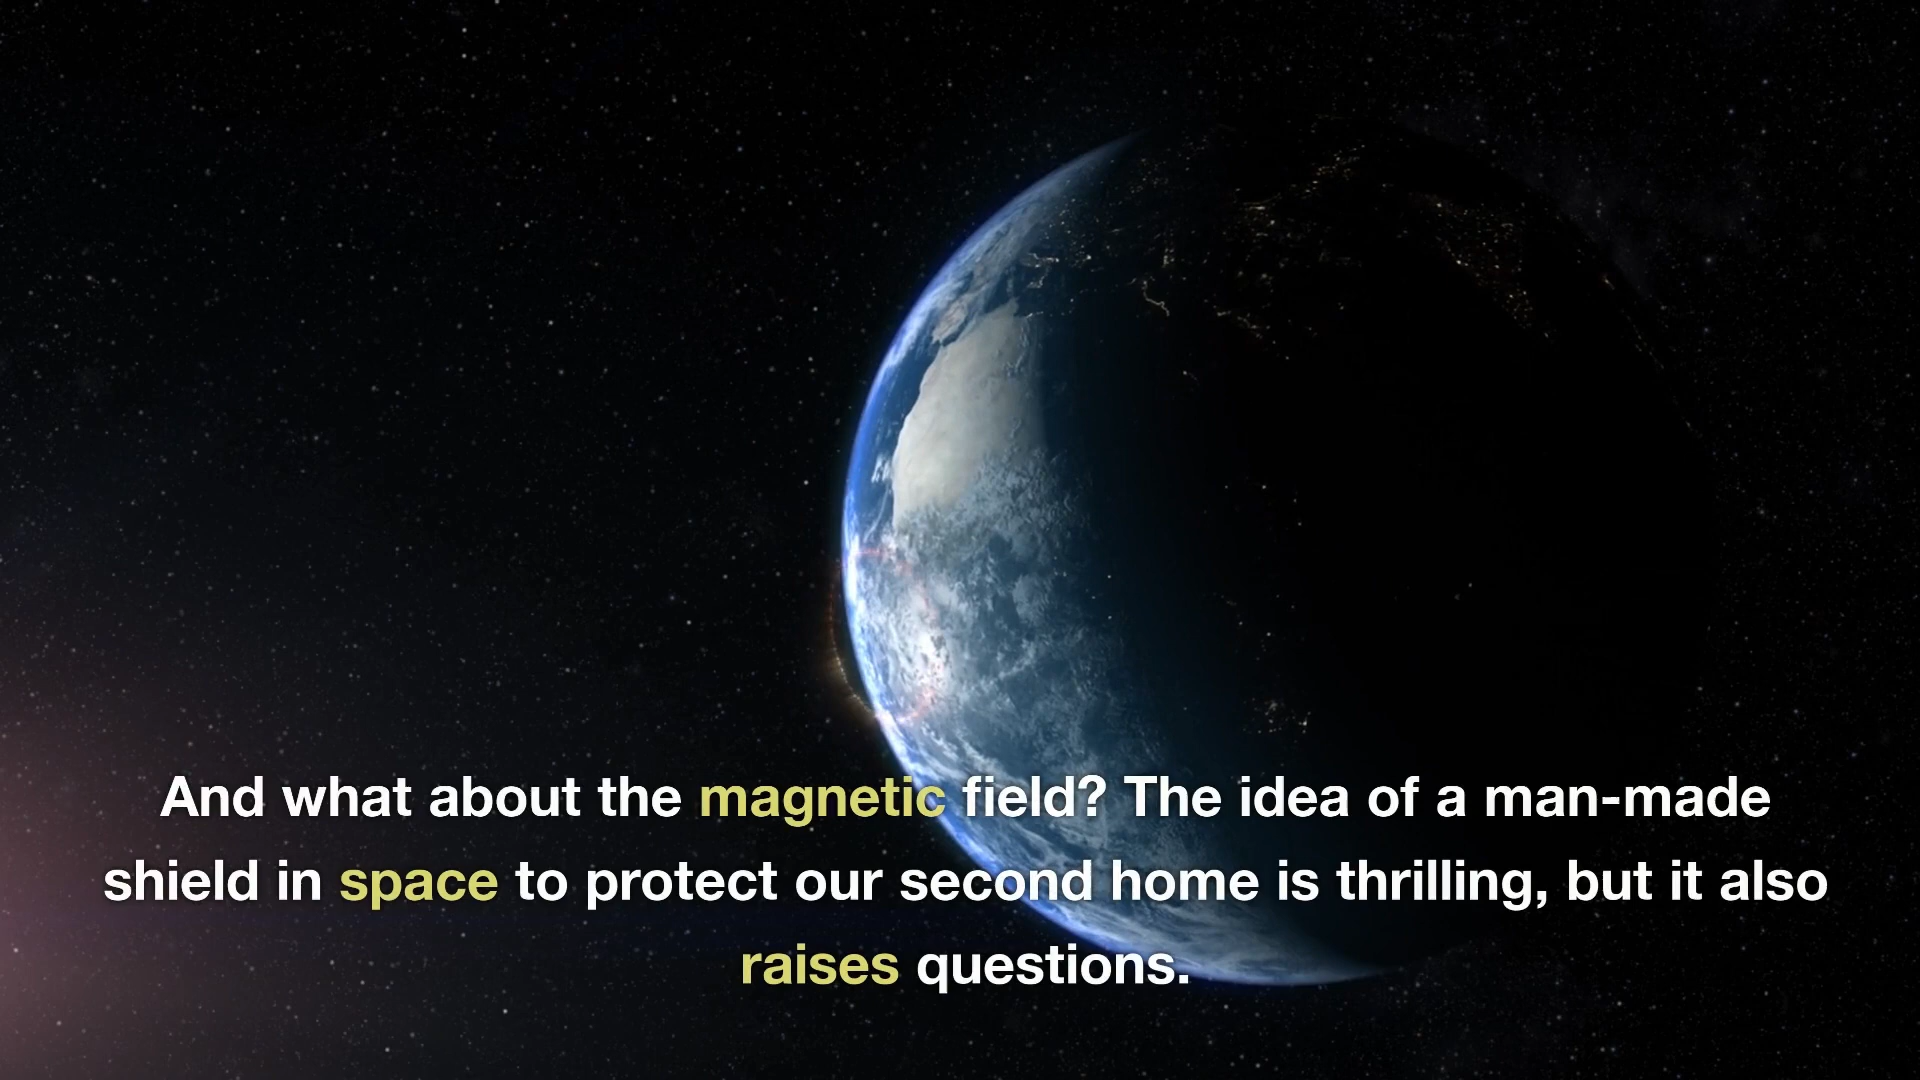 And what about the magnetic field? The idea of a man-made
shield in space to protect our second home is thrilling, but it also
raises questions.